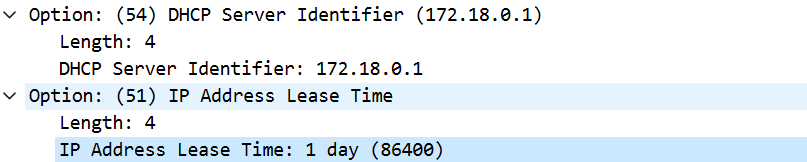 Option: (54) DHCP Server Identifier (172.18.0.1)
Length: 4
DHCP Server Identifier: 172.18.0.1
Option: (51) IP Address Lease Time
Length: 4
IP Address Lease Time: 1 day (86400)